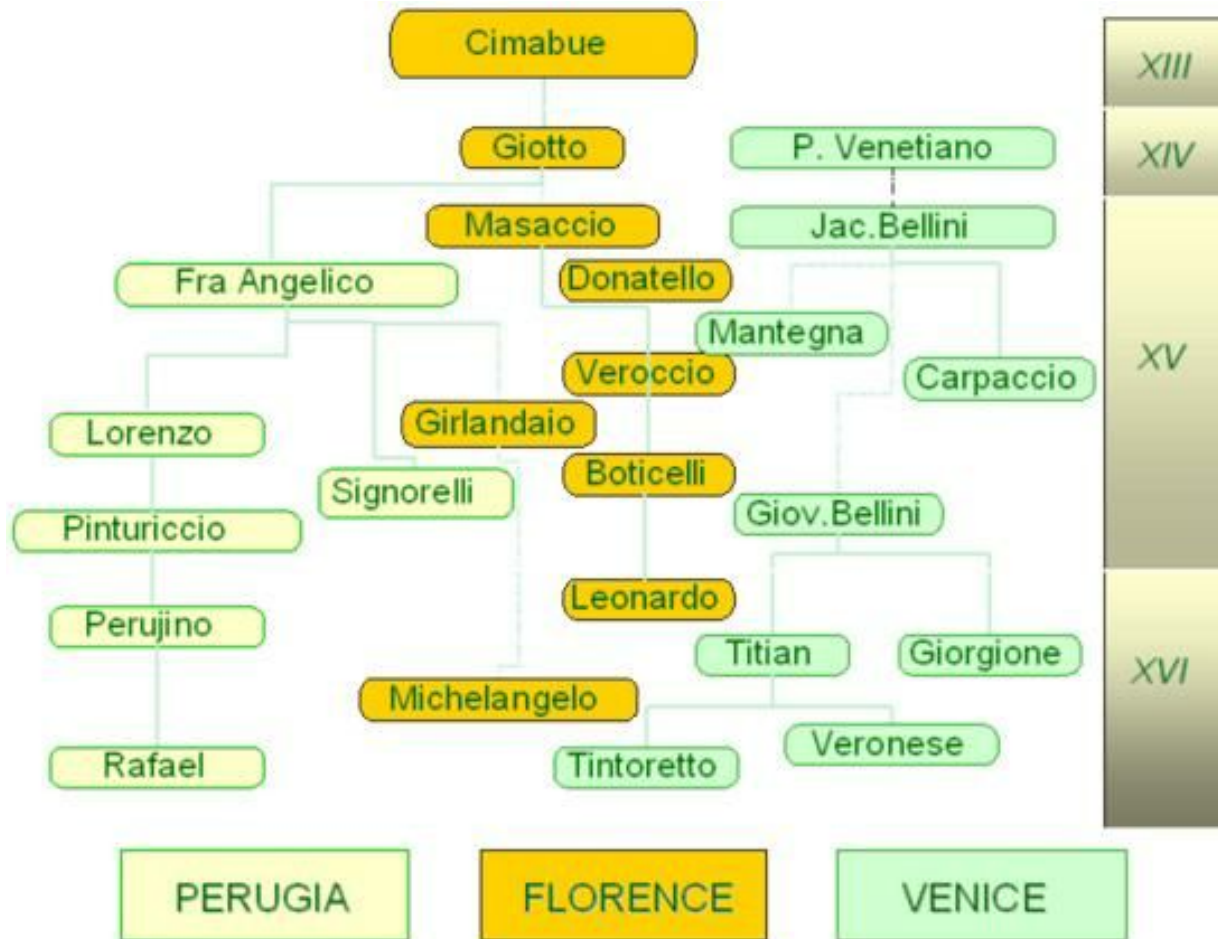 Cimabue
XIII
Giotto
P. Venetiano
XIV
Masaccio
Jac.Bellini
Fra Angelico
Donatello
Mantegna
XV
Veroccio
Carpaccio
Lorenzo
Girlandaio
Boticelli
Signorelli
Giov.Bellini
Pinturiccio
Leonardo
Perujino
Titian
Giorgione
XVI
Michelangelo
Veronese
Rafael
Tintoretto
PERUGIA
FLORENCE
VENICE